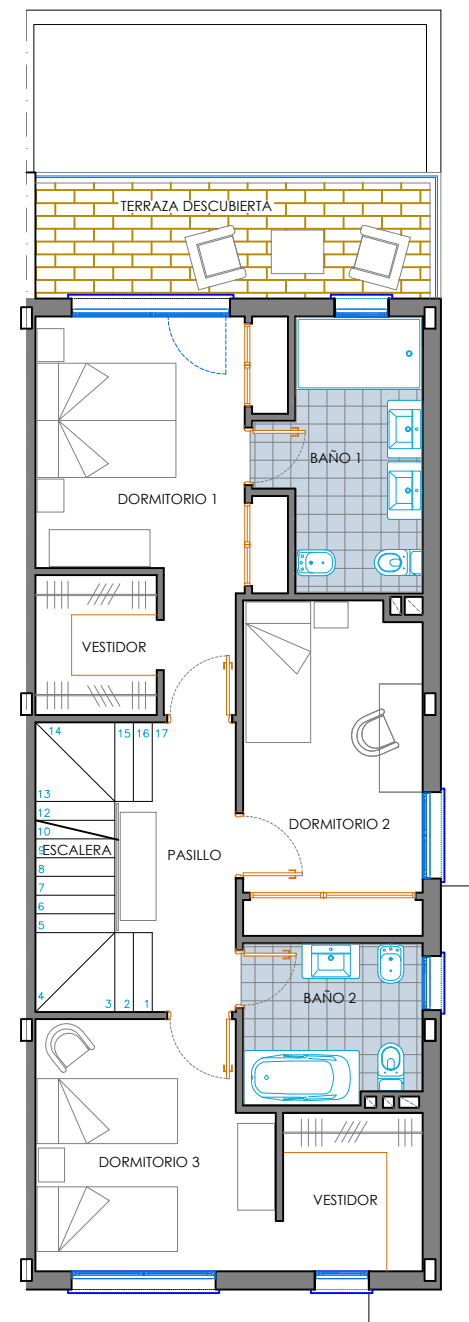 TERRAZA DESCUBIERTA
BAÑO 1
DORMITORIO 1
VESTIDOR
14
15 16 17
13
12
10
9
ESCALERA
8
7
6
5
4
3 2 1
PASILLO
DORMITORIO 2
BAÑO 2
DORMITORIO 3
VESTIDOR